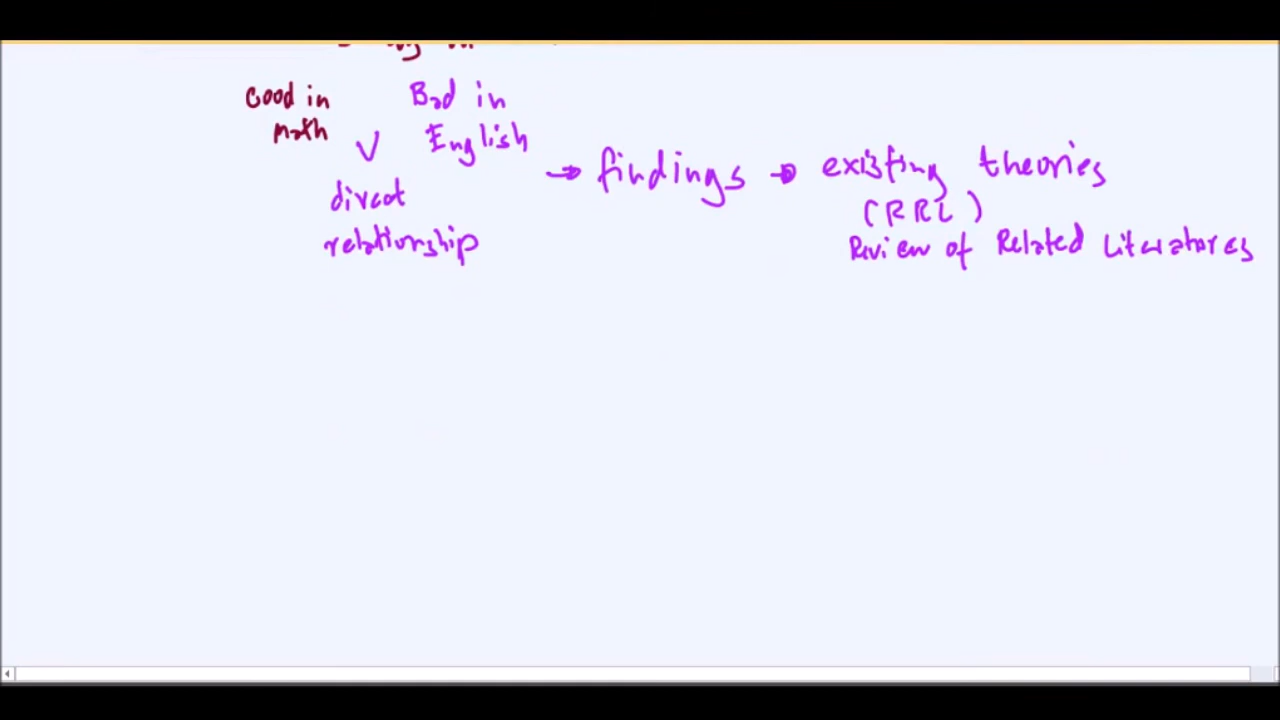 Good in
math
Bad in
English
V
direct
relationship
→ findings → existing theories
(RRL)
Review of Related Literatures